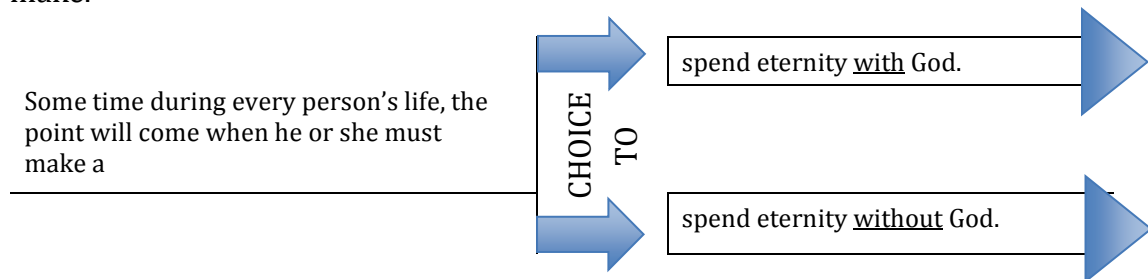 Some time during every person’s life, the
point will come when he or she must
make a
CHOICE
TO
spend eternity with God.
spend eternity without God.